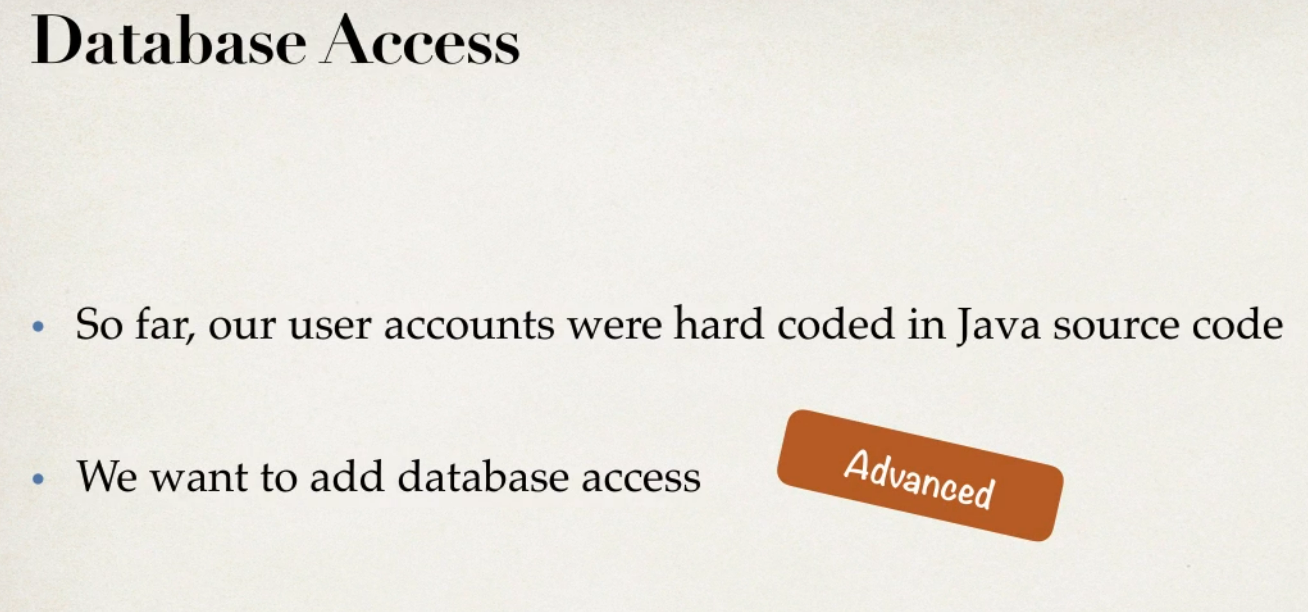 Database Access
• So far, our user accounts were hard coded in Java source code
• We want to add database access
Advanced